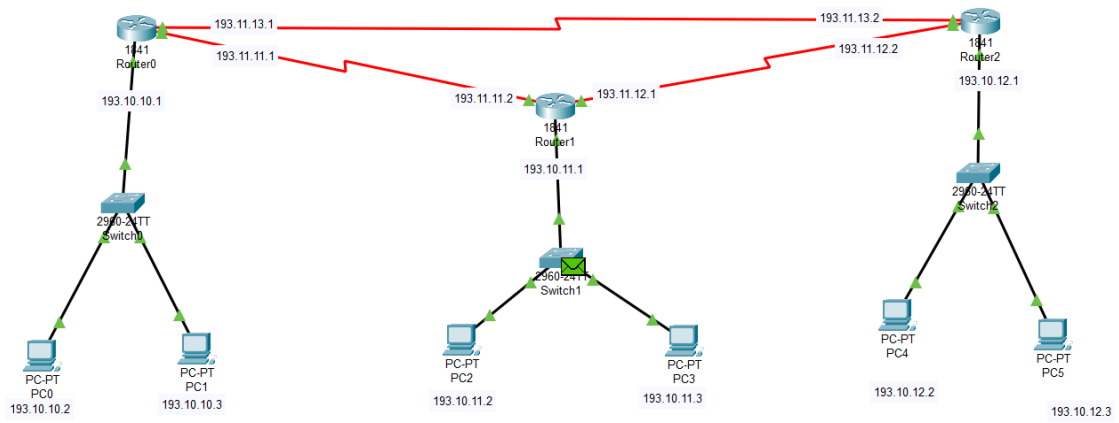 193.11.13.1
193.11.13.2
1841
Router0
193.11.11.1
193.11.12.2
1841
Router2
193.10.10.1
193.11.11.2
193.11.12.1
193.10.12.1
1841
Router1
193.10.11.1
2960-24TT
Switch0
2960-24TT
Switch1
2960-24TT
Switch2
PC-PT
PC0
193.10.10.2
PC-PT
PC1
193.10.10.3
PC-PT
PC2
193.10.11.2
PC-PT
PC3
193.10.11.3
PC-PT
PC4
193.10.12.2
PC-PT
PC5
193.10.12.3